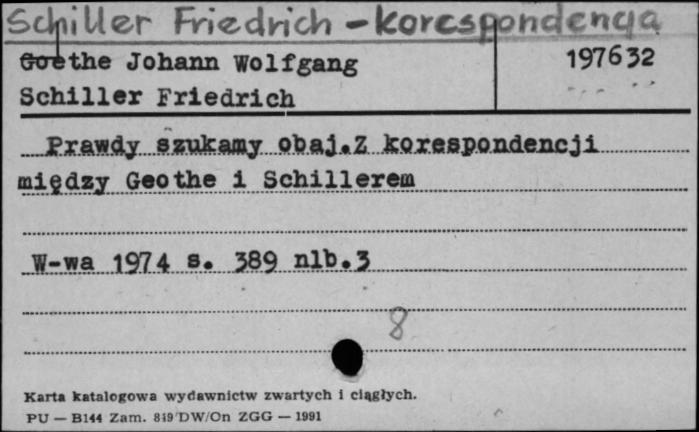 Schiller Friedrich - korespondencja
Goethe Johann Wolfgang 197632
Schiller Friedrich
Prawdy szukamy obaj.Z korespondencji
między Geothe i Schillerem
W-wa 1974 s. 389 nlb.3
8
Karta katalogowa wydawnictw zwartych i ciągłych.
PU — B144 Zam. 819 DW/On ZGG — 1991